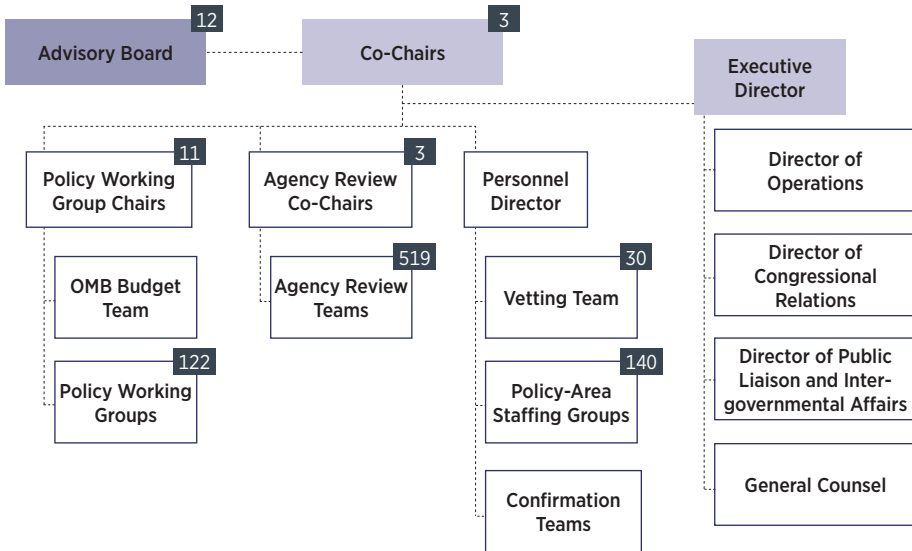 12
Advisory Board
3
Co-Chairs
Executive
Director
11
Policy Working
Group Chairs
OMB Budget
Team
122
Policy Working
Groups
3
Agency Review
Co-Chairs
519
Agency Review
Teams
Personnel
Director
30
Vetting Team
140
Policy-Area
Staffing Groups
Confirmation
Teams
Director of
Operations
Director of
Congressional
Relations
Director of Public
Liaison and Inter-
governmental Affairs
General Counsel